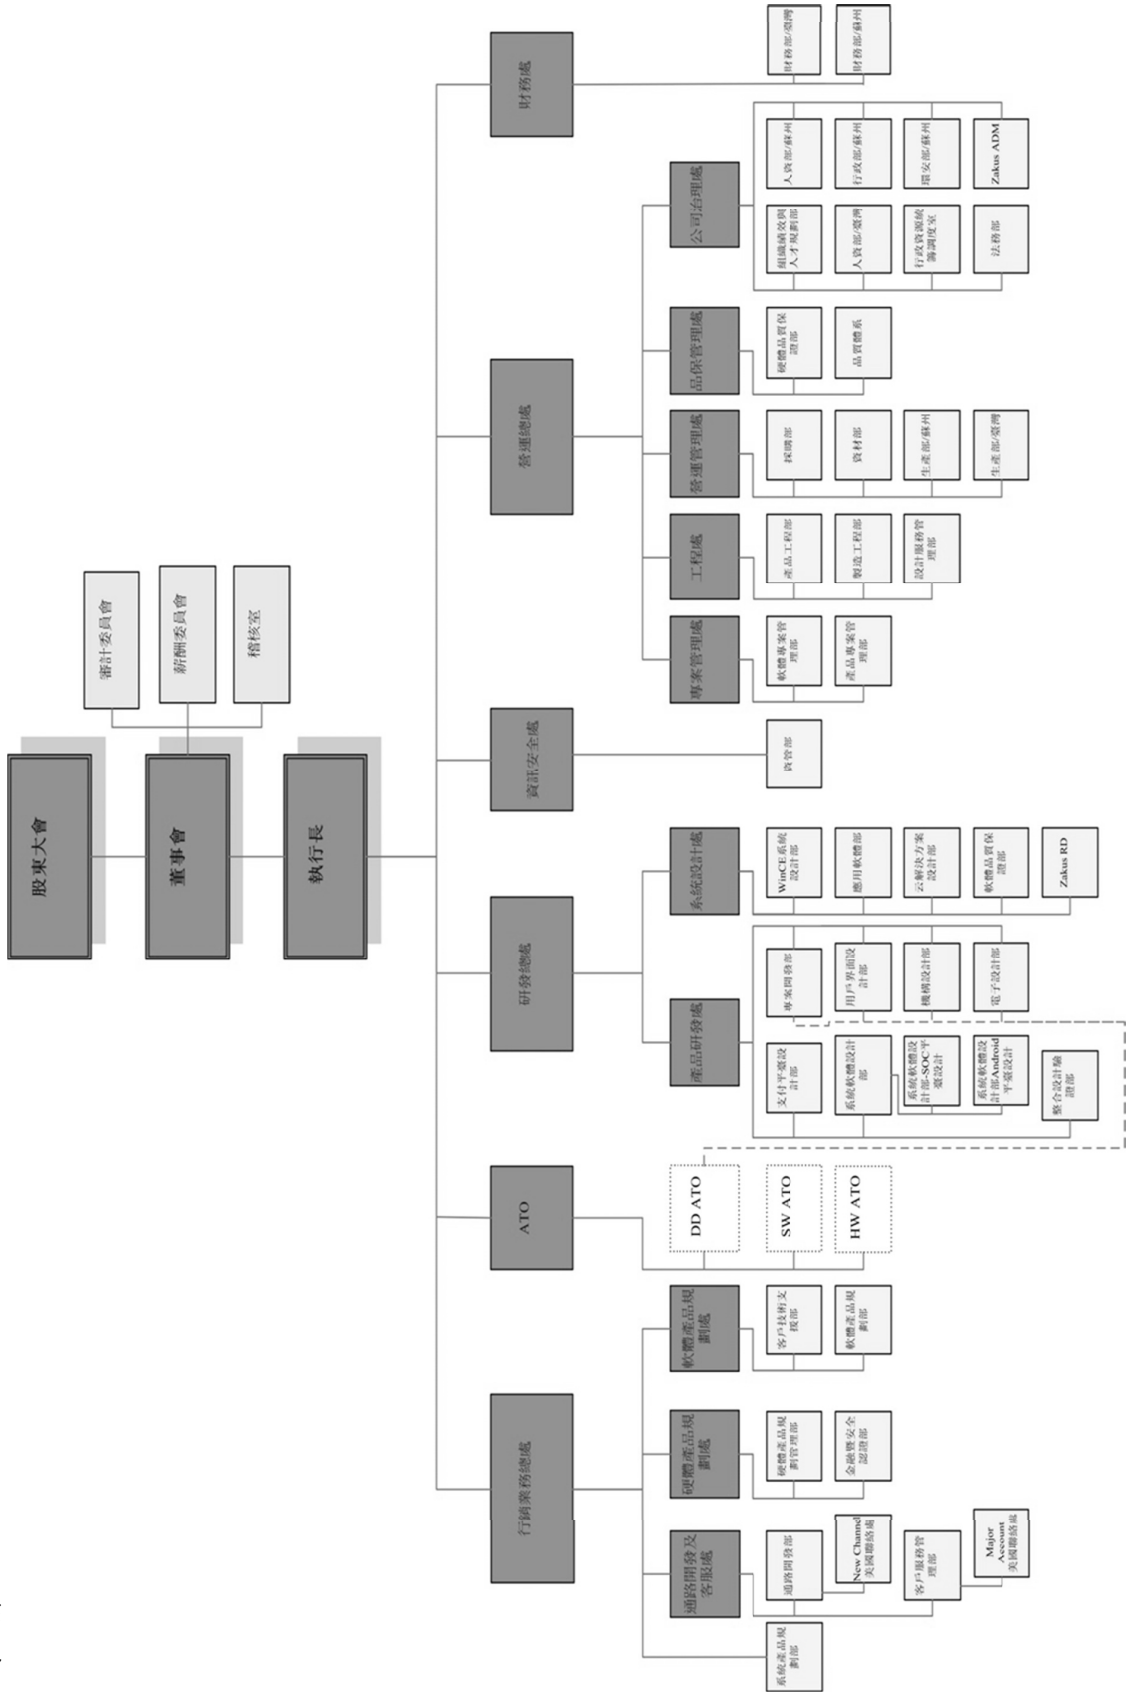 股東大會
董事會
執行長
審計委員會
薪酬委員會
稽核室
行銷業務總處
ATO
研發總處
資訊安全處
營運總處
財務處
通路開發及
客服處
硬體產品規
劃處
軟體產品規
劃處
DD ATO
產品研發處
系統設計處
專案管理處
工程處
營運管理處
品保管理處
公司治理處
系統產品規
劃部
通路開發部
New Channel
美國聯絡處
客戶服務管
理部
Major
Account
美國聯絡處
硬體產品規
劃管理部
金融暨安全
認證部
客戶技術支
援部
軟體產品規
劃部
SW ATO
HW ATO
支付平臺設
計部
系統軟體設計
部
系統軟體設
計部-SOC平
臺設計
系統軟體設
計部Android
平臺設計
整合設計驗
證部
專案開發部
用戶界面設
計部
機構設計部
電子設計部
WinCE系統
設計部
應用軟體部
云解決方案
設計部
軟體品質保
證部
Zakus RD
資管部
軟體專案管
理部
產品專案管
理部
產品工程部
製造工程部
設計服務管
理部
採購部
資材部
生產部/蘇州
生產部/臺灣
硬體品質保
證部
品質體系
組織績效與
人才規劃部
人資部/臺灣
行政資源統
籌調度室
法務部
人資部/蘇州
行政部/蘇州
環安部/蘇州
Zakus ADM
財務部/臺灣
財務部/蘇州